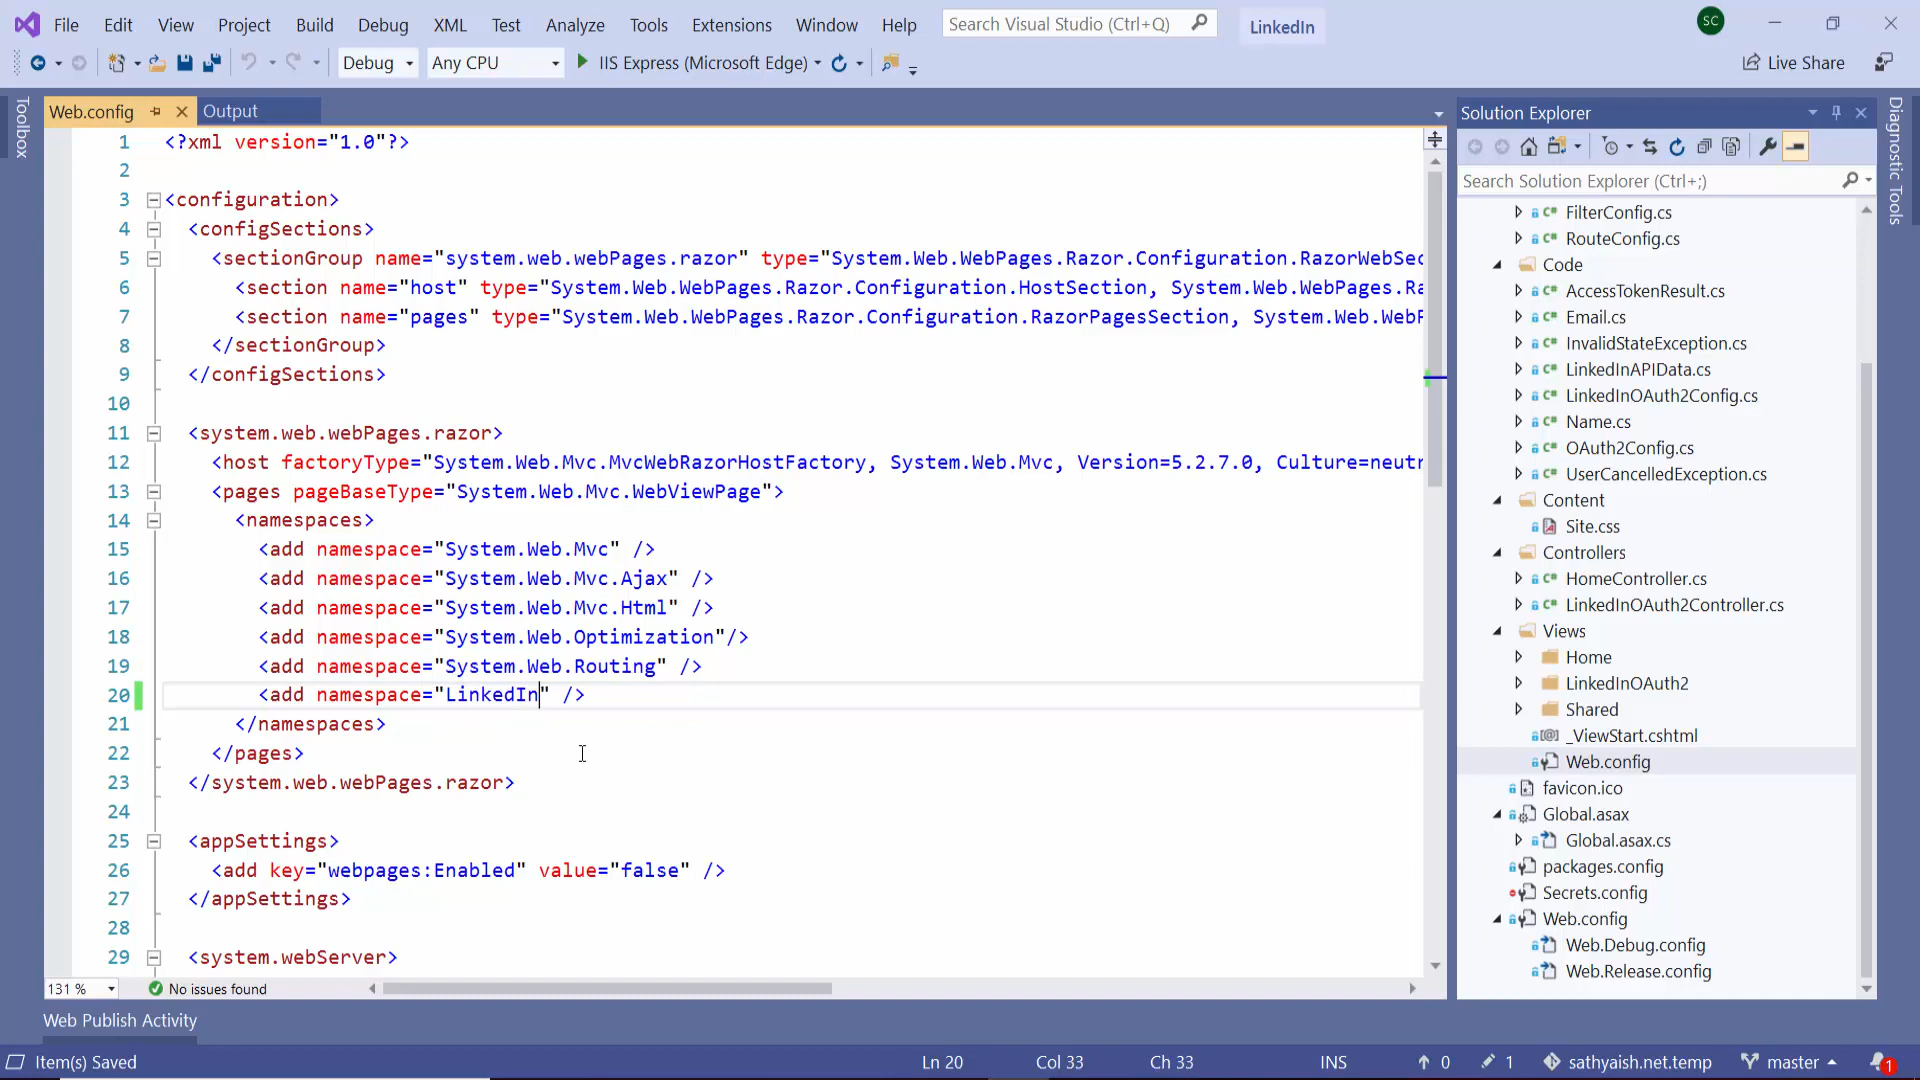 File Edit View Project Build Debug XML Test Analyze Tools Extensions Window Help Search Visual Studio (Ctrl+Q) LinkedIn SC
Debug Any CPU IIS Express (Microsoft Edge) Live Share
Toolbox
Web.config Output
1 <?xml version="1.0"?>
2
3 <configuration>
4 <configSections>
5 <sectionGroup name="system.web.webPages.razor" type="System.Web.WebPages.Razor.Configuration.RazorWebSec
6 <section name="host" type="System.Web.WebPages.Razor.Configuration.HostSection, System.Web.WebPages.Ra
7 <section name="pages" type="System.Web.WebPages.Razor.Configuration.RazorPagesSection, System.Web.WebP
8 </sectionGroup>
9 </configSections>
10
11 <system.web.webPages.razor>
12 <host factoryType="System.Web.Mvc.MvcWebRazorHostFactory, System.Web.Mvc, Version=5.2.7.0, Culture=neutr
13 <pages pageBaseType="System.Web.Mvc.WebViewPage">
14 <namespaces>
15 <add namespace="System.Web.Mvc" />
16 <add namespace="System.Web.Mvc.Ajax" />
17 <add namespace="System.Web.Mvc.Html" />
18 <add namespace="System.Web.Optimization"/>
19 <add namespace="System.Web.Routing" />
20 <add namespace="LinkedIn" />
21 </namespaces>
22 </pages>
23 </system.web.webPages.razor>
24
25 <appSettings>
26 <add key="webpages:Enabled" value="false" />
27 </appSettings>
28
29 <system.webServer>
131 % No issues found
Solution Explorer
Search Solution Explorer (Ctrl+;)
C# FilterConfig.cs
C# RouteConfig.cs
Code
C# AccessTokenResult.cs
C# Email.cs
C# InvalidStateException.cs
C# LinkedInAPIData.cs
C# LinkedInOAuth2Config.cs
C# Name.cs
C# OAuth2Config.cs
C# UserCancelledException.cs
Content
Site.css
Controllers
C# HomeController.cs
C# LinkedInOAuth2Controller.cs
Views
Home
LinkedInOAuth2
Shared
[@] _ViewStart.cshtml
Web.config
favicon.ico
Global.asax
Global.asax.cs
packages.config
Secrets.config
Web.config
Web.Debug.config
Web.Release.config
Diagnostic Tools
Web Publish Activity
Item(s) Saved Ln 20 Col 33 Ch 33 INS 0 1 sathyaish.net.temp master 1